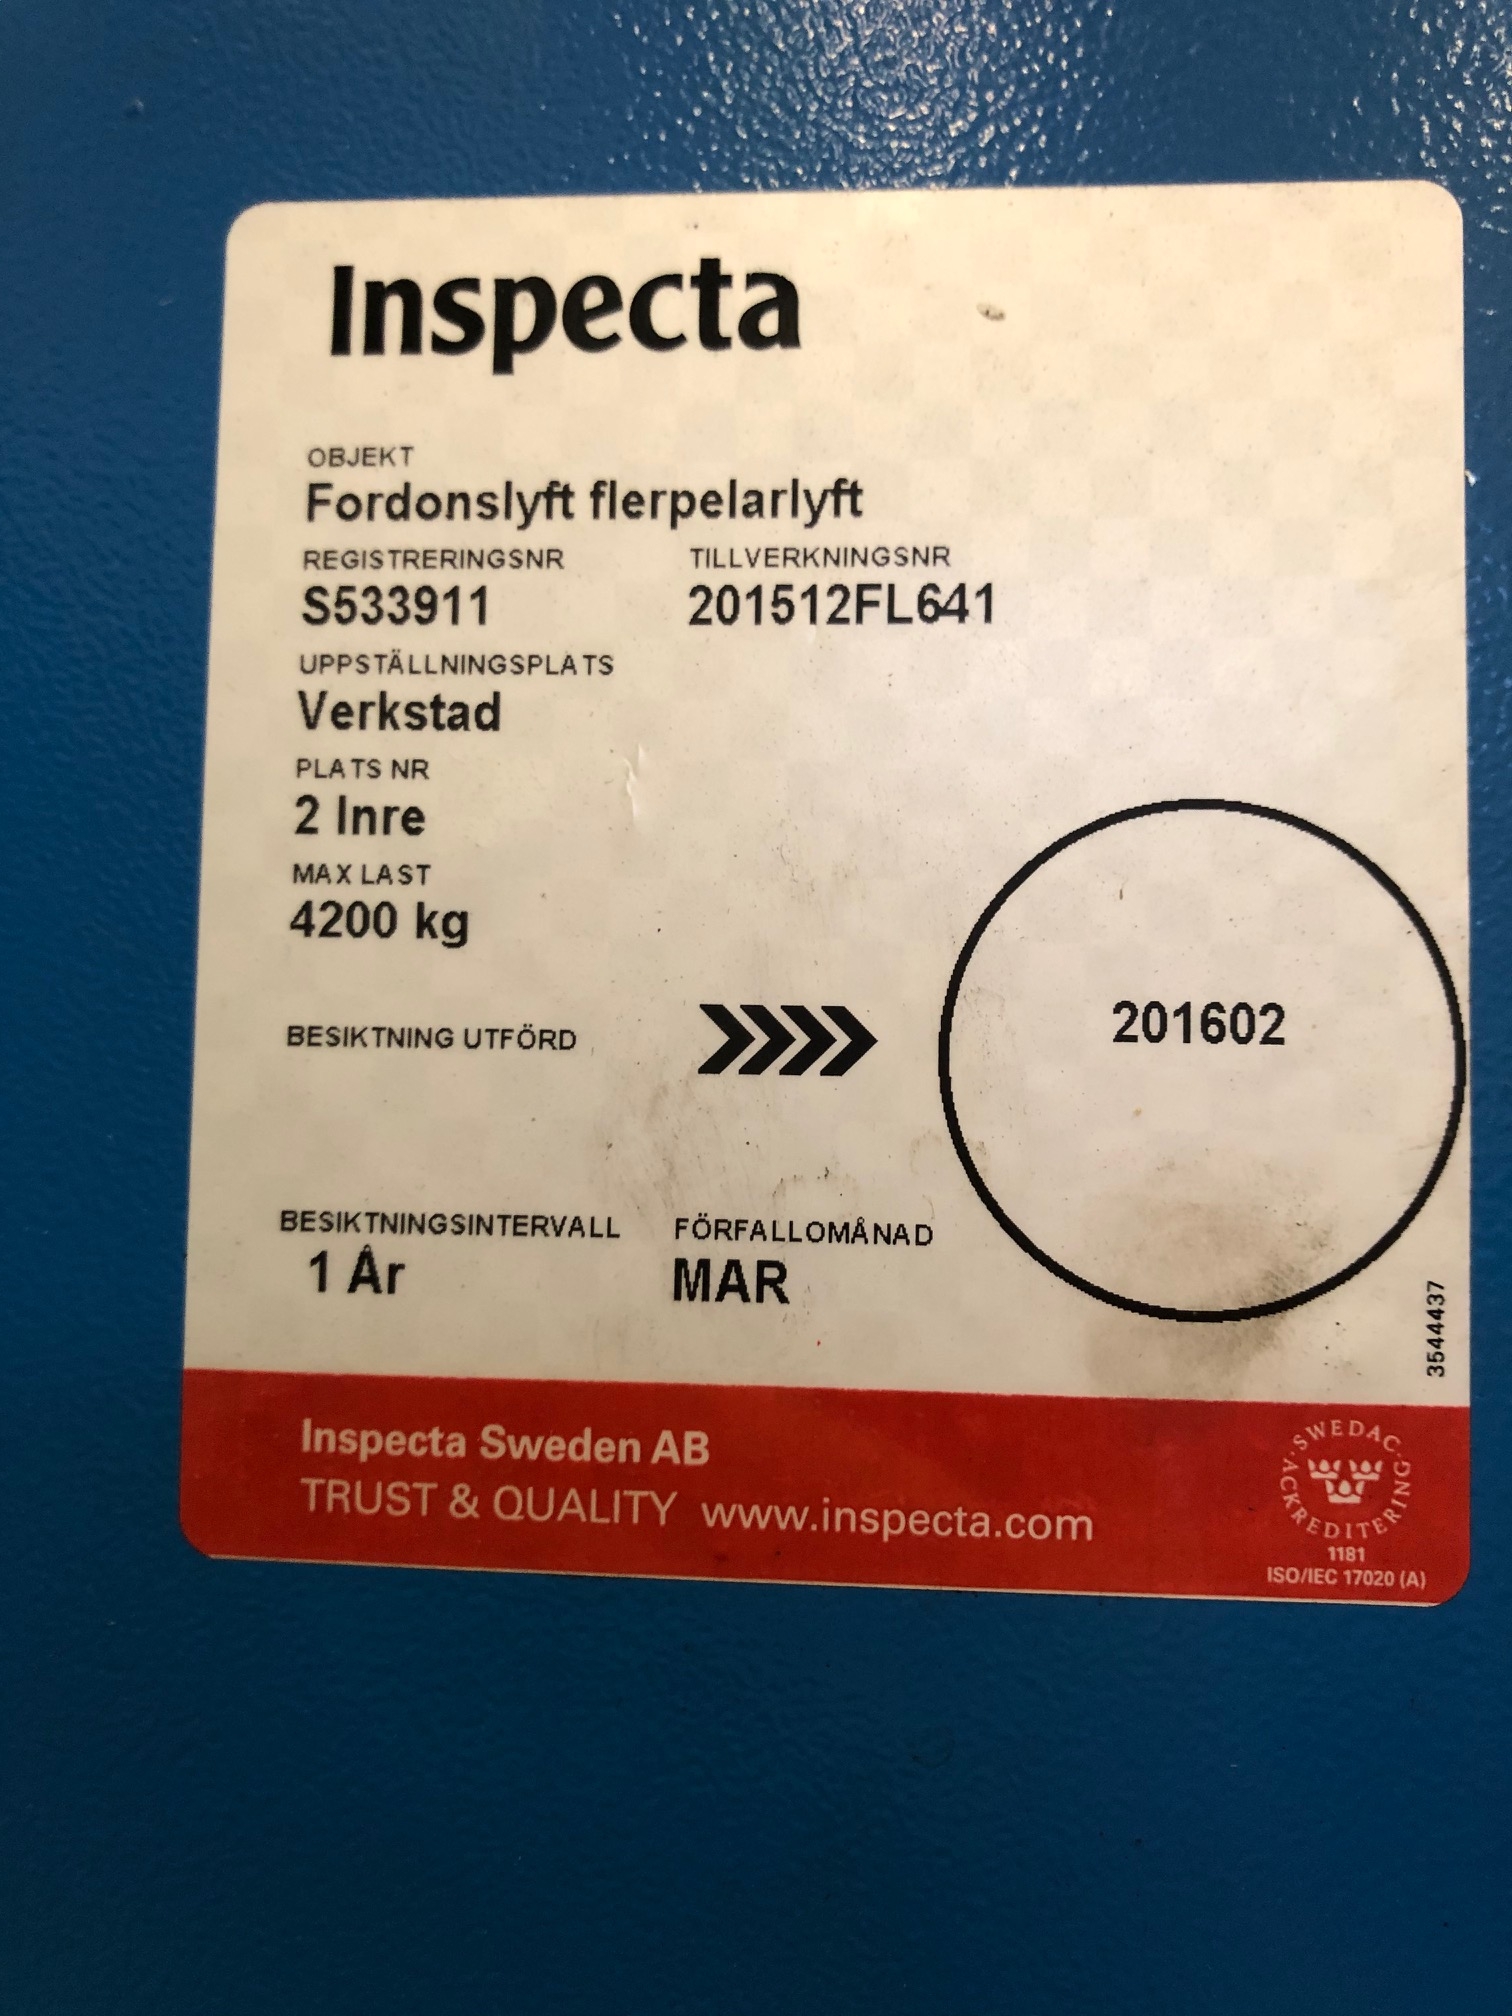 Inspecta
OBJEKT
Fordonslyft flerpelarlyft
REGISTRERINGSNR TILLVERKNINGSNR
S533911 201512FL641
UPPSTÄLLNINGSPLATS
Verkstad
PLATS NR
2 Inre
MAX LAST
4200 kg
BESIKTNING UTFÖRD
201602
BESIKTNINGSINTERVALL FÖRFALLOMÅNAD
1 År MAR
3544437
Inspecta Sweden AB
TRUST & QUALITY www.inspecta.com
SWEDAC
ACKREDITERING
1181
ISO/IEC 17020 (A)